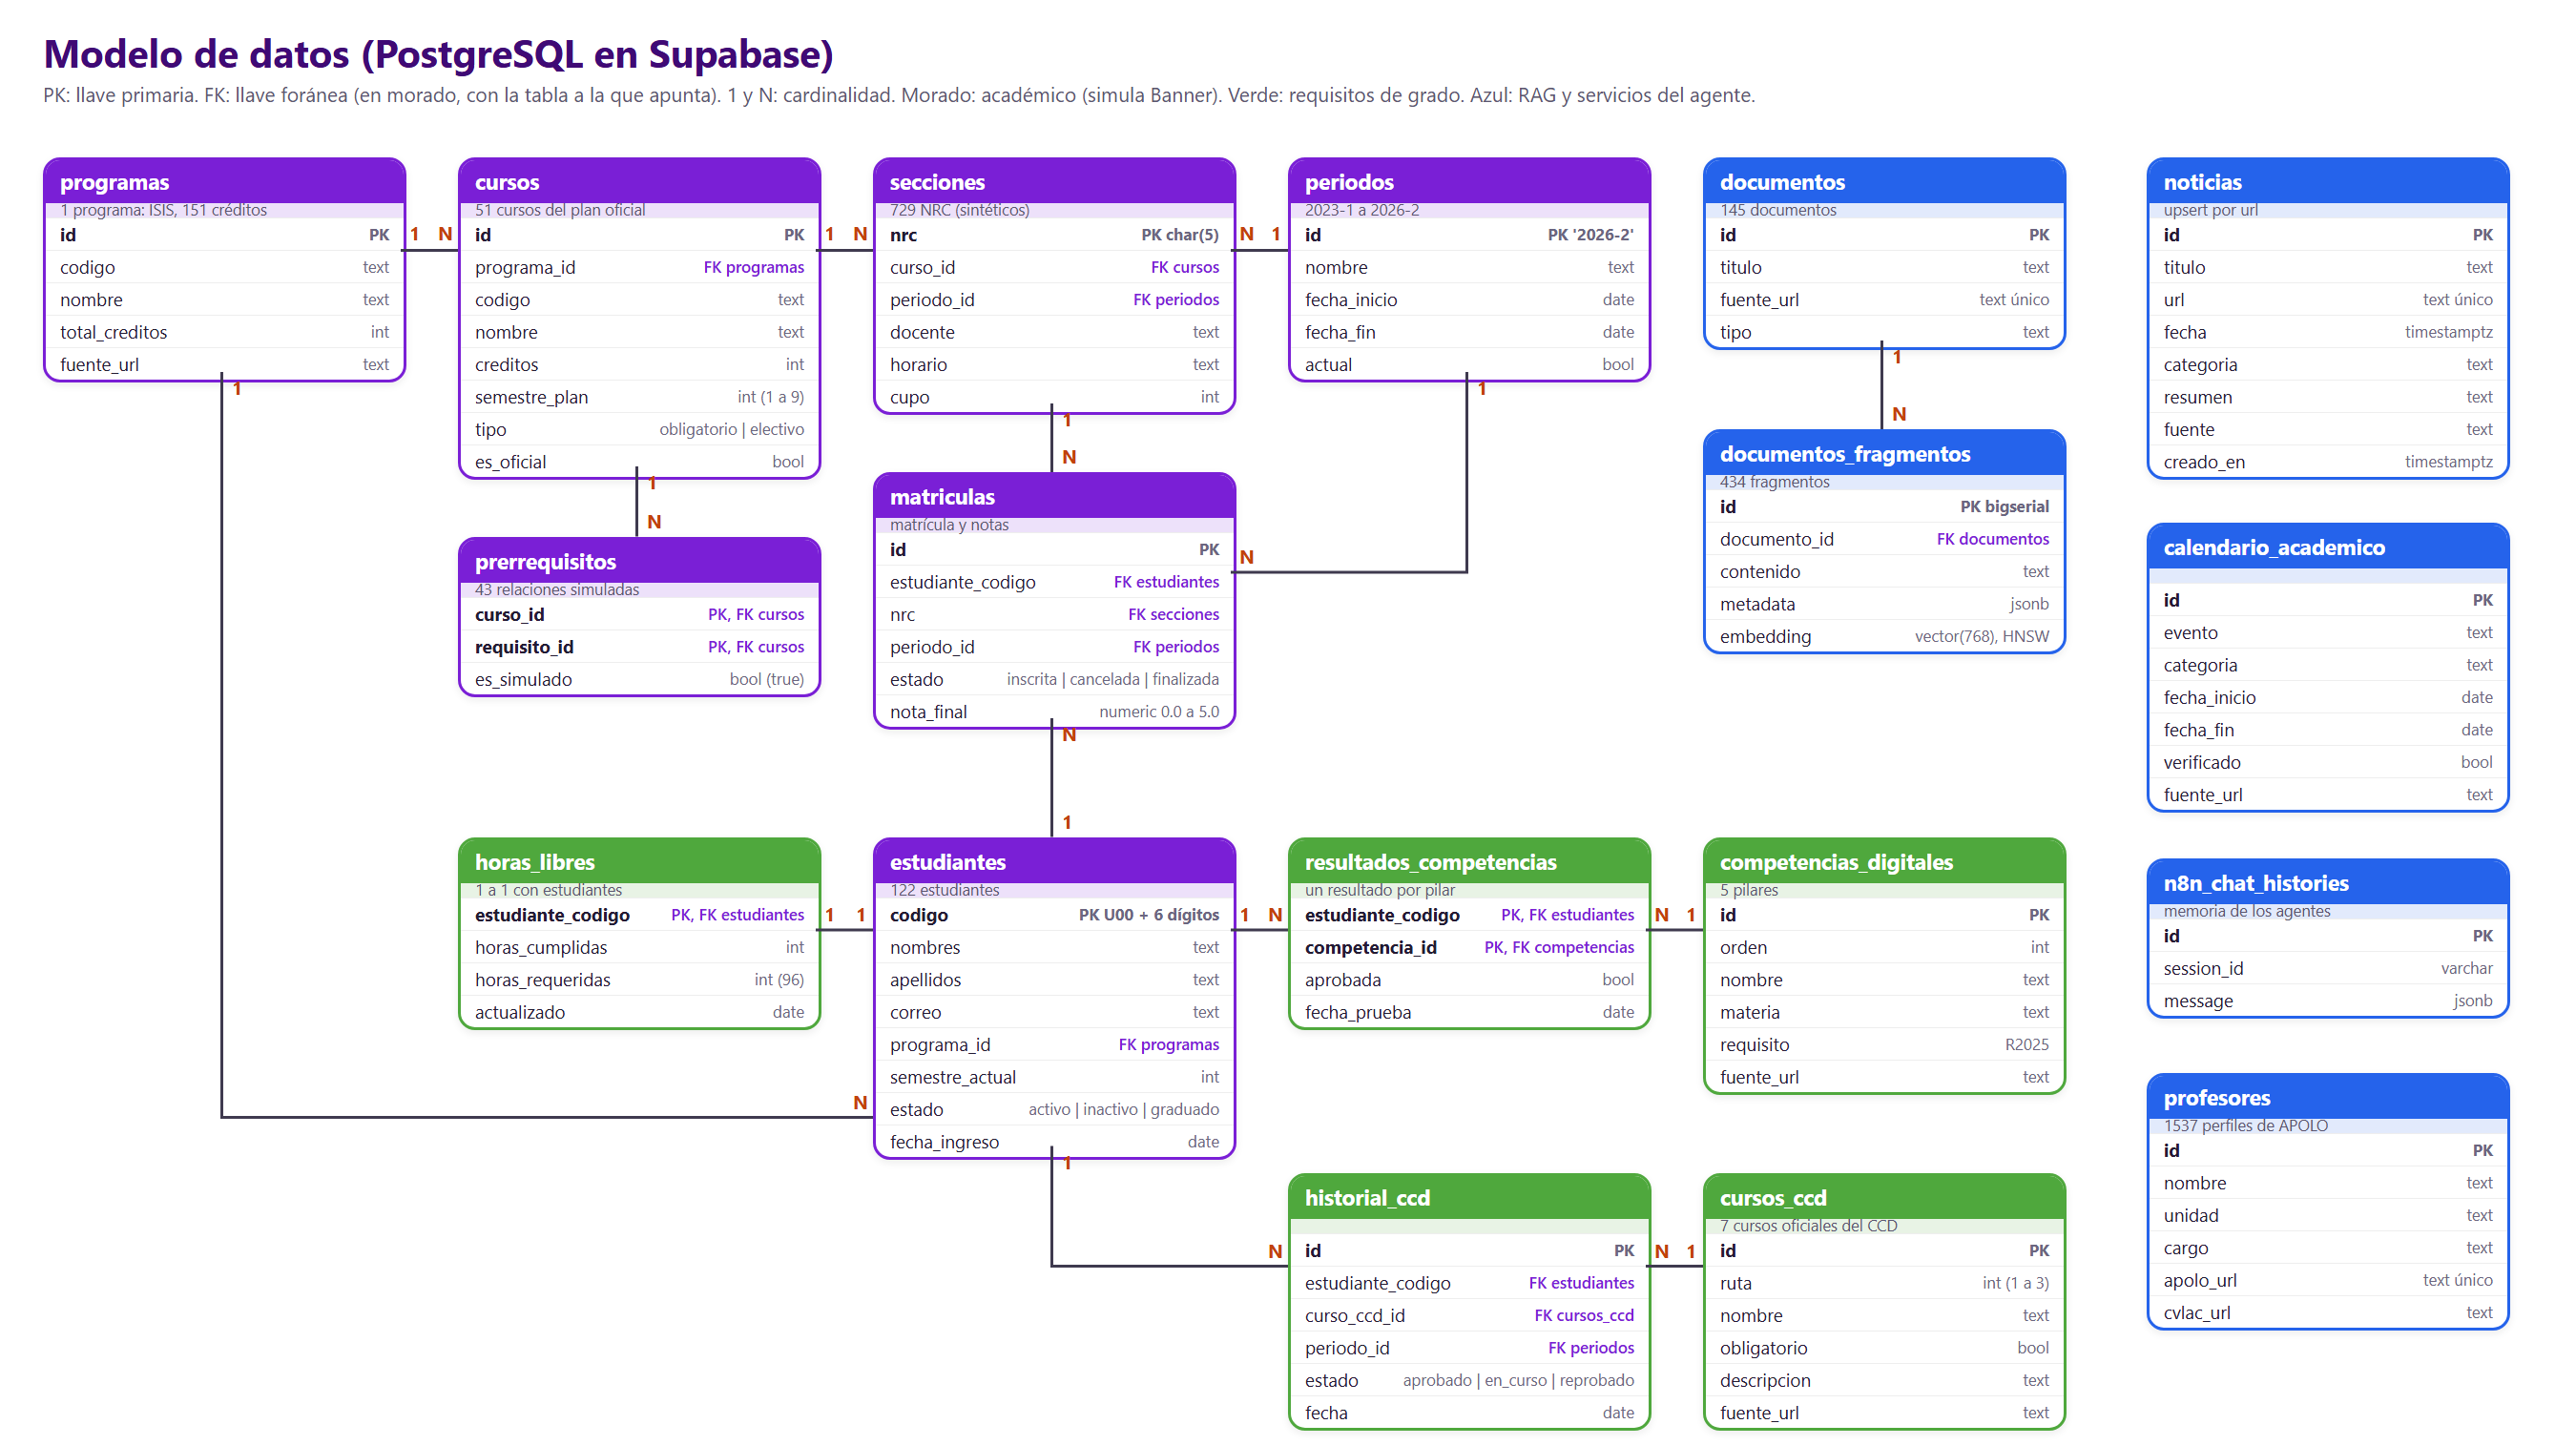 Modelo de datos (PostgreSQL en Supabase)
PK: llave primaria. FK: llave foránea (en morado, con la tabla a la que apunta). 1 y N: cardinalidad. Morado: académico (simula Banner). Verde: requisitos de grado. Azul: RAG y servicios del agente.
programas
1 programa: ISIS, 151 créditos
id PK
codigo text
nombre text
total_creditos int
fuente_url text
1 N
1
cursos
51 cursos del plan oficial
id PK
programa_id FK programas
codigo text
nombre text
creditos int
semestre_plan int (1 a 9)
tipo obligatorio | electivo
es_oficial bool
1 N
1
N
secciones
729 NRC (sintéticos)
nrc PK char(5)
curso_id FK cursos
periodo_id FK periodos
docente text
horario text
cupo int
N 1
1
N
periodos
2023-1 a 2026-2
id PK '2026-2'
nombre text
fecha_inicio date
fecha_fin date
actual bool
1
documentos
145 documentos
id PK
titulo text
fuente_url text único
tipo text
1
N
noticias
upsert por url
id PK
titulo text
url text único
fecha timestamptz
categoria text
resumen text
fuente text
creado_en timestamptz
prerrequisitos
43 relaciones simuladas
curso_id PK, FK cursos
requisito_id PK, FK cursos
es_simulado bool (true)
matriculas
matrícula y notas
id PK
estudiante_codigo FK estudiantes
nrc FK secciones
periodo_id FK periodos
estado inscrita | cancelada | finalizada
nota_final numeric 0.0 a 5.0
N
N
1
documentos_fragmentos
434 fragmentos
id PK bigserial
documento_id FK documentos
contenido text
metadata jsonb
embedding vector(768), HNSW
calendario_academico
id PK
evento text
categoria text
fecha_inicio date
fecha_fin date
verificado bool
fuente_url text
horas_libres
1 a 1 con estudiantes
estudiante_codigo PK, FK estudiantes
horas_cumplidas int
horas_requeridas int (96)
actualizado date
1 1
estudiantes
122 estudiantes
codigo PK U00 + 6 dígitos
nombres text
apellidos text
correo text
programa_id FK programas
semestre_actual int
estado activo | inactivo | graduado
fecha_ingreso date
N
1 N
1
resultados_competencias
un resultado por pilar
estudiante_codigo PK, FK estudiantes
competencia_id PK, FK competencias
aprobada bool
fecha_prueba date
N 1
competencias_digitales
5 pilares
id PK
orden int
nombre text
materia text
requisito R2025
fuente_url text
n8n_chat_histories
memoria de los agentes
id PK
session_id varchar
message jsonb
historial_ccd
id PK
estudiante_codigo FK estudiantes
curso_ccd_id FK cursos_ccd
periodo_id FK periodos
estado aprobado | en_curso | reprobado
fecha date
N
N 1
cursos_ccd
7 cursos oficiales del CCD
id PK
ruta int (1 a 3)
nombre text
obligatorio bool
descripcion text
fuente_url text
profesores
1537 perfiles de APOLO
id PK
nombre text
unidad text
cargo text
apolo_url text único
cvlac_url text